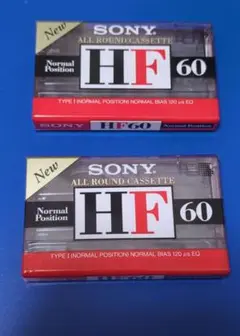 New
SONY
ALL ROUND CASSETTE
Normal
Position
HF
60
TYPE I (NORMAL POSITION) NORMAL BIAS 120 μs EQ
HF60
Normal Position
New
SONY
ALL ROUND CASSETTE
Normal
Position
HF
60
TYPE I (NORMAL POSITION) NORMAL BIAS 120 μs EQ